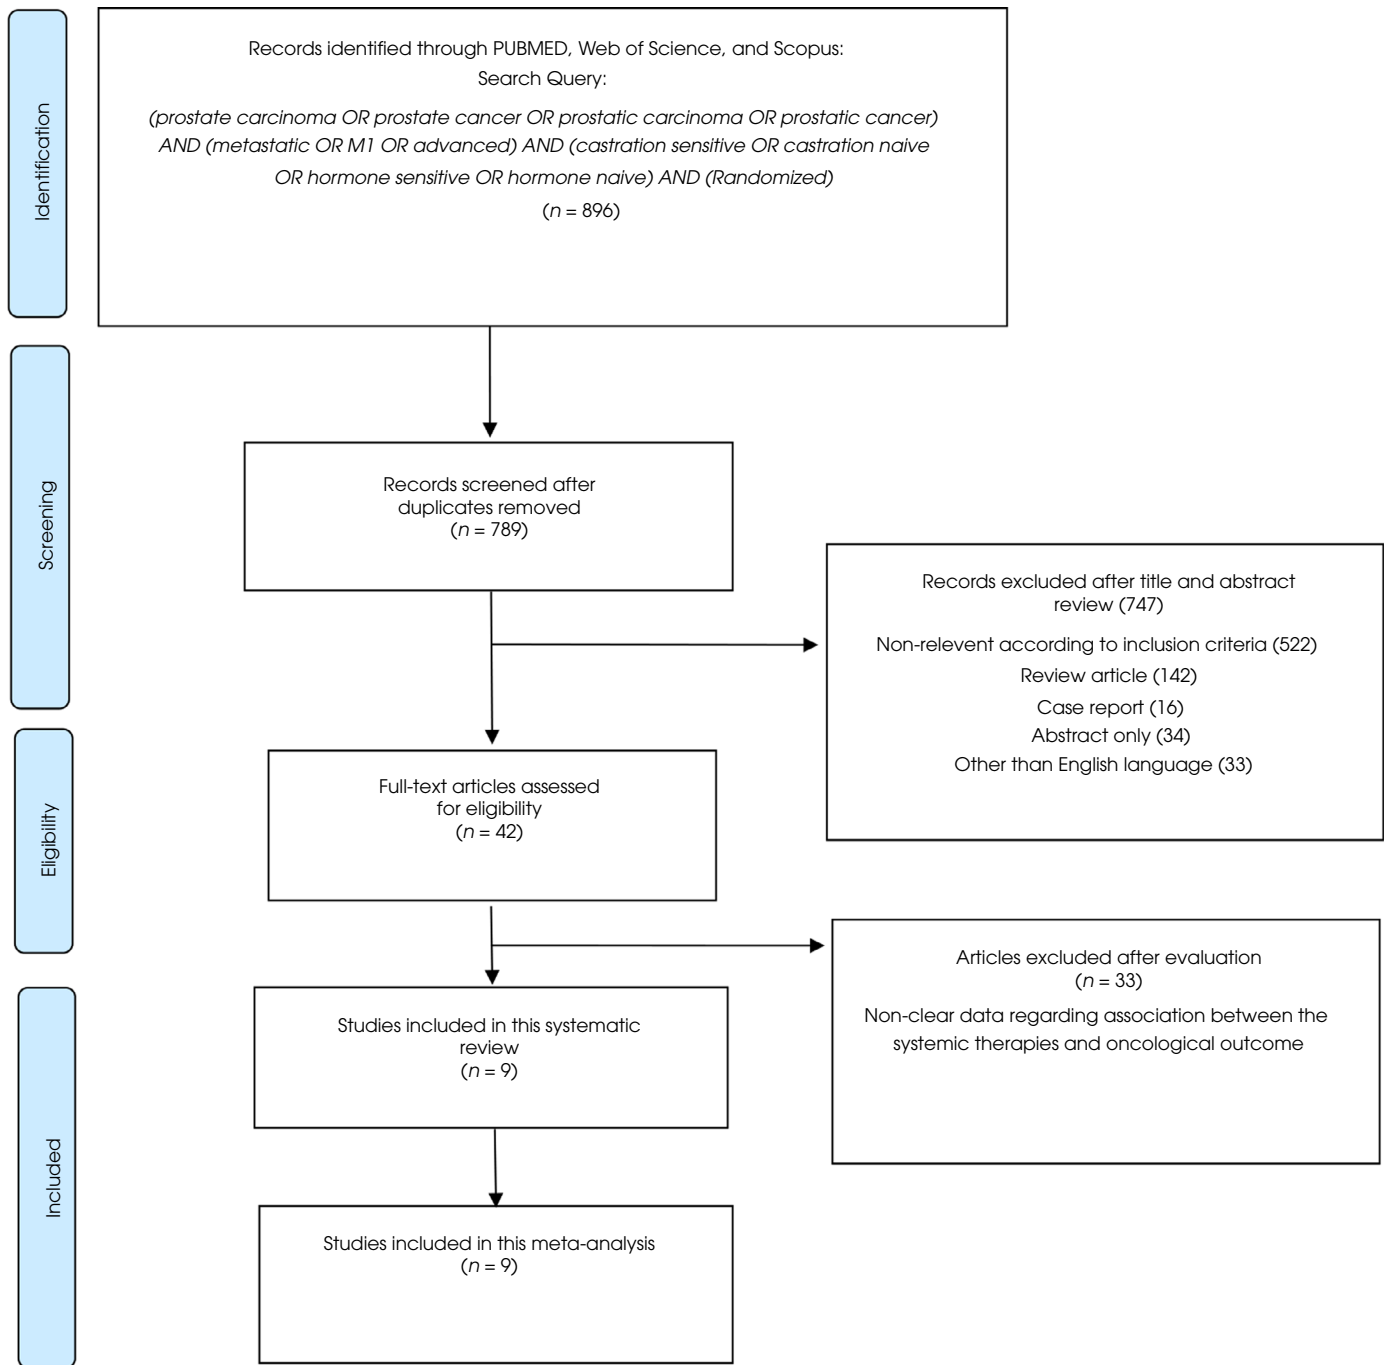 Identification
Records identified through PUBMED, Web of Science, and Scopus:
Search Query:
(prostate carcinoma OR prostate cancer OR prostatic carcinoma OR prostatic cancer)
AND (metastatic OR M1 OR advanced) AND (castration sensitive OR castration naive
OR hormone sensitive OR hormone naive) AND (Randomized)
(n = 896)
Screening
Records screened after
duplicates removed
(n = 789)
Records excluded after title and abstract
review (747)
Non-relevent according to inclusion criteria (522)
Review article (142)
Case report (16)
Abstract only (34)
Other than English language (33)
Eligibility
Full-text articles assessed
for eligibility
(n = 42)
Articles excluded after evaluation
(n = 33)
Non-clear data regarding association between the
systemic therapies and oncological outcome
Included
Studies included in this systematic
review
(n = 9)
Studies included in this meta-analysis
(n = 9)